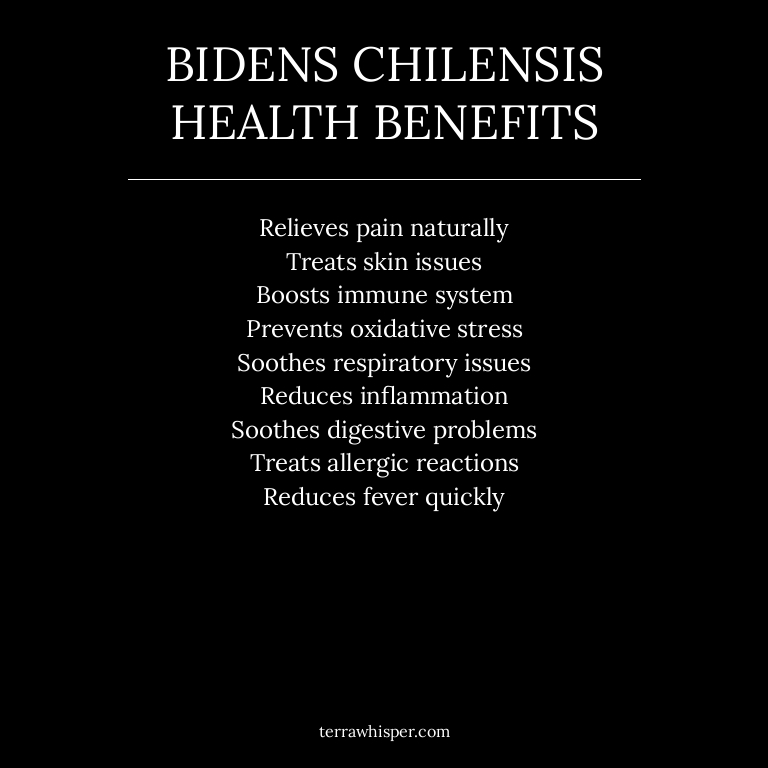 BIDENS CHILENSIS
HEALTH BENEFITS
Relieves pain naturally
Treats skin issues
Boosts immune system
Prevents oxidative stress
Soothes respiratory issues
Reduces inflammation
Soothes digestive problems
Treats allergic reactions
Reduces fever quickly
terrawhisper.com